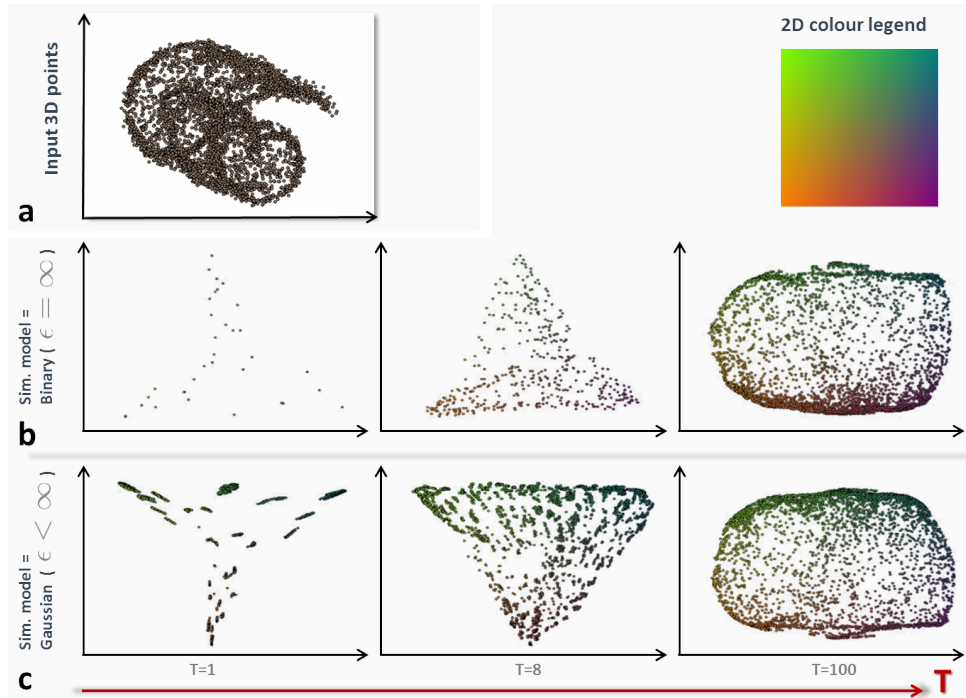 2D colour legend
Input 3D points
a
Sim. model =
Binary ( ϵ = ∞ )
b
Sim. model =
Gaussian ( ϵ < ∞ )
c
T=1
T=8
T=100
T